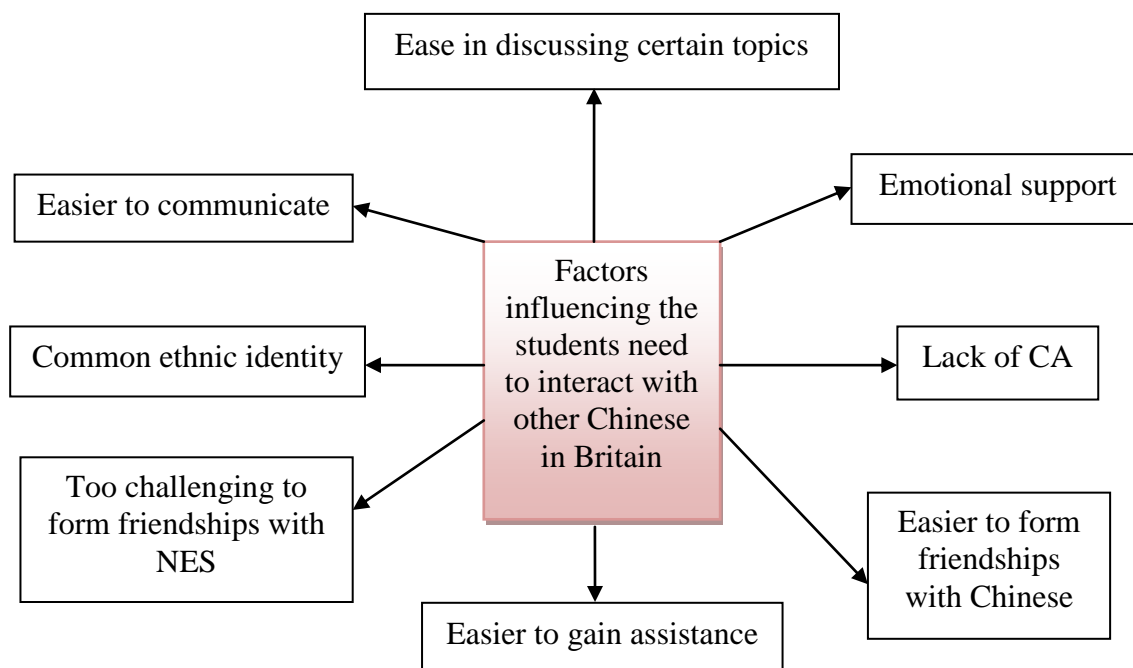 Ease in discussing certain topics
Easier to communicate
Emotional support
Factors
influencing the
students need
to interact with
other Chinese
in Britain
Common ethnic identity
Lack of CA
Too challenging to
form friendships with
NES
Easier to form
friendships
with Chinese
Easier to gain assistance